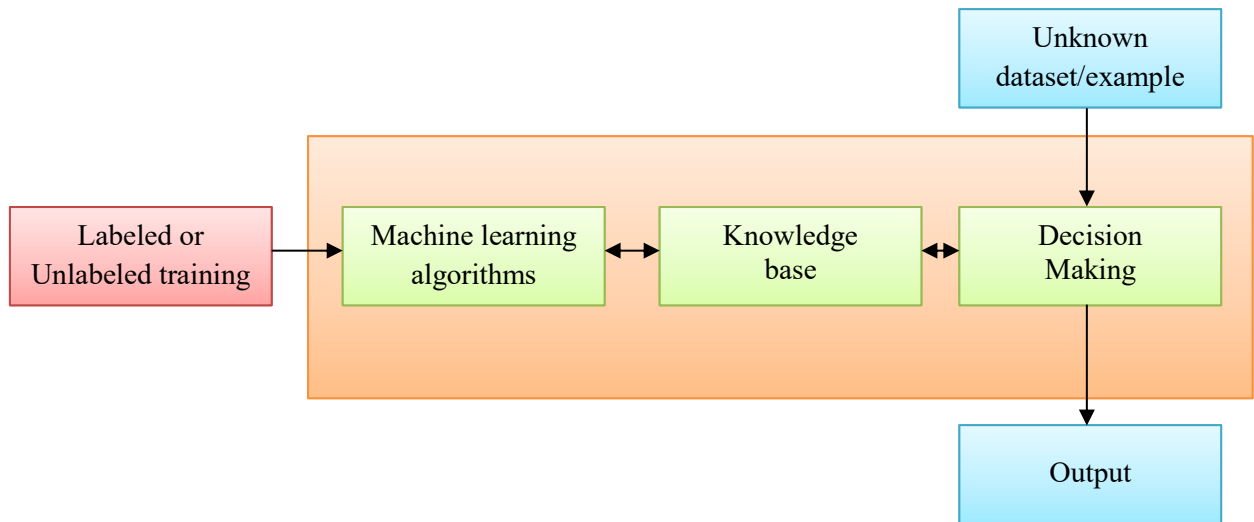 Unknown
dataset/example
Labeled or
Unlabeled training
Machine learning
algorithms
Knowledge
base
Decision
Making
Output